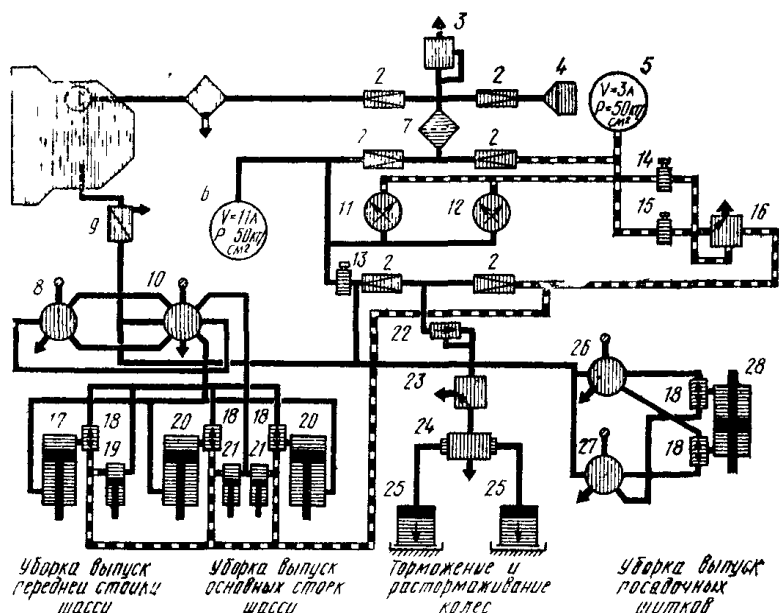 3
2
2
4
5
V=3л
P=50кг
см²
7
2
2
14
6
V=11л
P 50кг
см²
11
12
15
16
9
13
2
2
8
10
22
26
28
23
18
17
18
20
18
18
20
24
19
21
21
27
18
25
25
Уборка выпуск
передней стойки
шасси
Уборка выпуск
основных стоек
шасси
Торможение и
растормаживание
колес
Уборка выпуск
посадочных
щитков